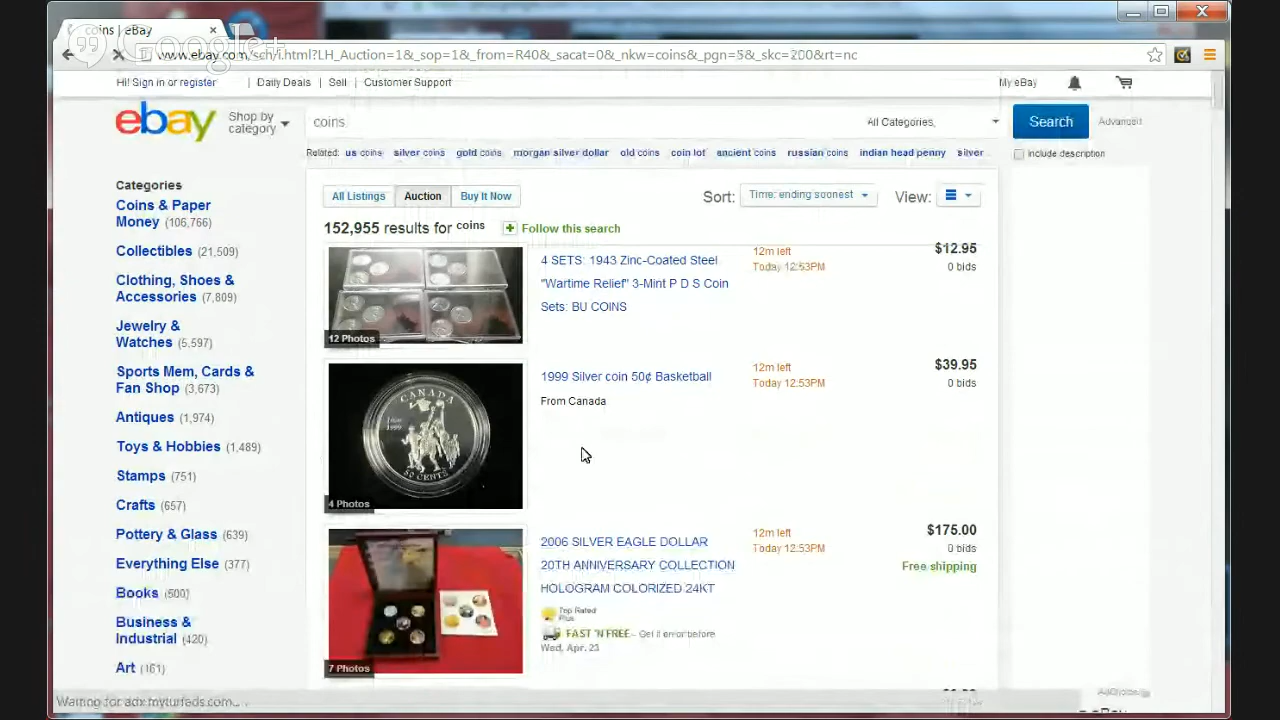 coins | eBay
Google+
www.ebay.com/sch/i.html?LH_Auction=1&_sop=1&_from=R40&_sacat=0&_nkw=coins&_pgn=5&_skc=200&rt=nc
Hi! Sign in or register | Daily Deals | Sell | Customer Support My eBay
ebay Shop by category coins All Categories, Search Advanced
Related: us coins silver coins gold coins morgan silver dollar old coins coin lot ancient coins russian coins indian head penny silver Include description
Categories
Coins & Paper
Money (106,766)
Collectibles (21,509)
Clothing, Shoes &
Accessories (7,809)
Jewelry &
Watches (5,597)
Sports Mem, Cards &
Fan Shop (3,673)
Antiques (1,974)
Toys & Hobbies (1,489)
Stamps (751)
Crafts (657)
Pottery & Glass (639)
Everything Else (377)
Books (500)
Business &
Industrial (420)
Art (161)
All Listings Auction Buy It Now Sort: Time: ending soonest View:
152,955 results for coins Follow this search
4 SETS: 1943 Zinc-Coated Steel
"Wartime Relief" 3-Mint P D S Coin
Sets: BU COINS
12m left
Today 12:53PM
$12.95
0 bids
12 Photos
1999 Silver coin 50¢ Basketball
From Canada
12m left
Today 12:53PM
$39.95
0 bids
CANADA
1999
50 CENTS
4 Photos
2006 SILVER EAGLE DOLLAR
20TH ANNIVERSARY COLLECTION
HOLOGRAM COLORIZED 24KT
Top Rated
Plus
FAST 'N FREE - Get it on or before
Wed, Apr. 23
12m left
Today 12:53PM
$175.00
0 bids
Free shipping
7 Photos
Waiting for adx.myturfads.com...
AdChoice
eBay